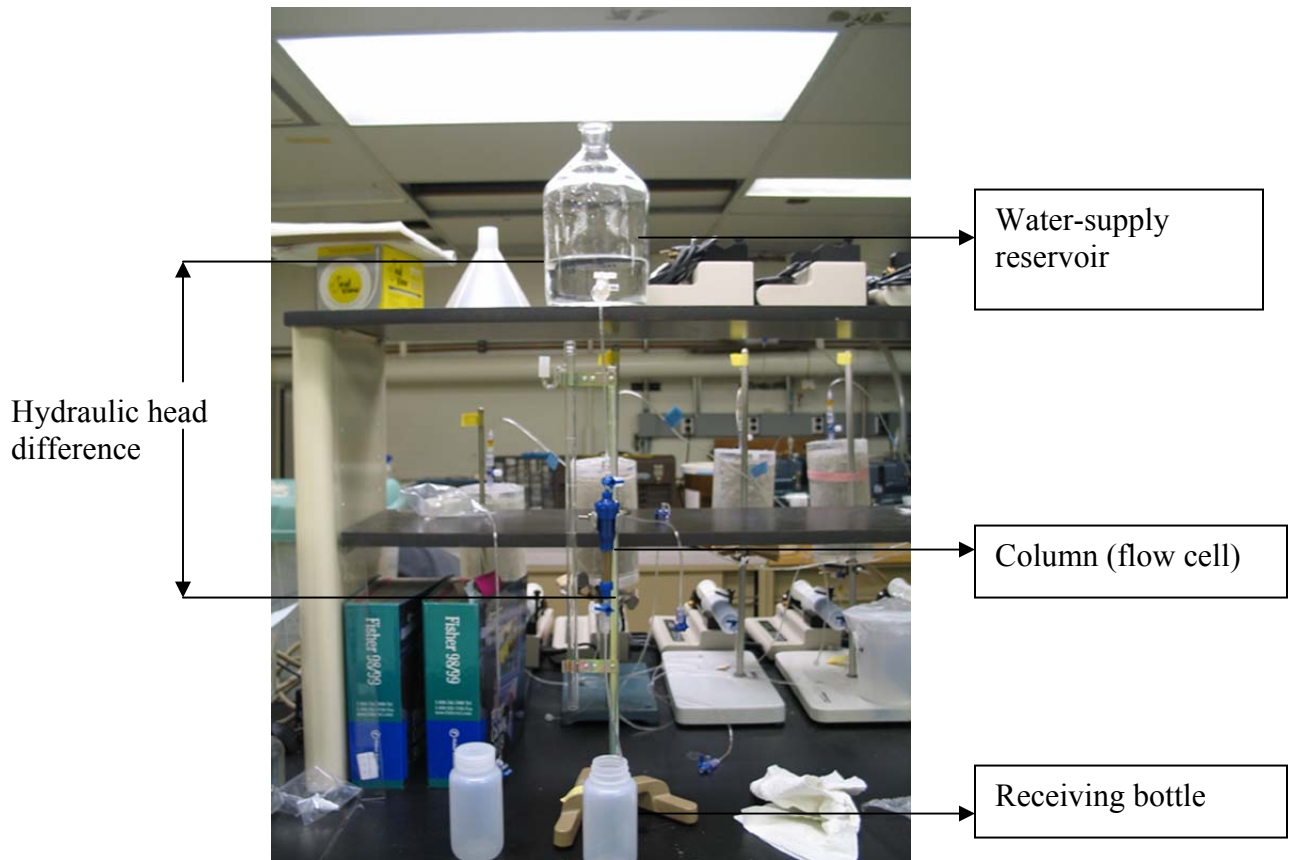 Water-supply
reservoir
Hydraulic head
difference
Column (flow cell)
Fisher 98/99
Fisher 98/99
Receiving bottle